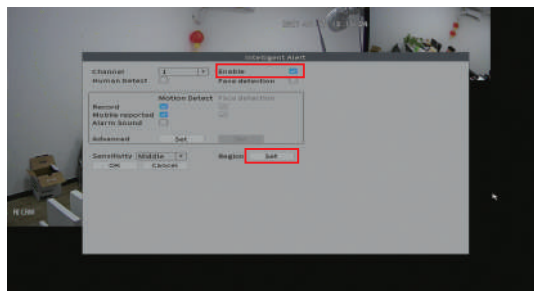 Intelligent Alert
Channel 1 Enable
Human Detect Face detection
Motion Detect Face detection
Record
Mobile reported
Alarm Sound
Advanced Set
Sensitivity Middle Region Set
OK Cancel